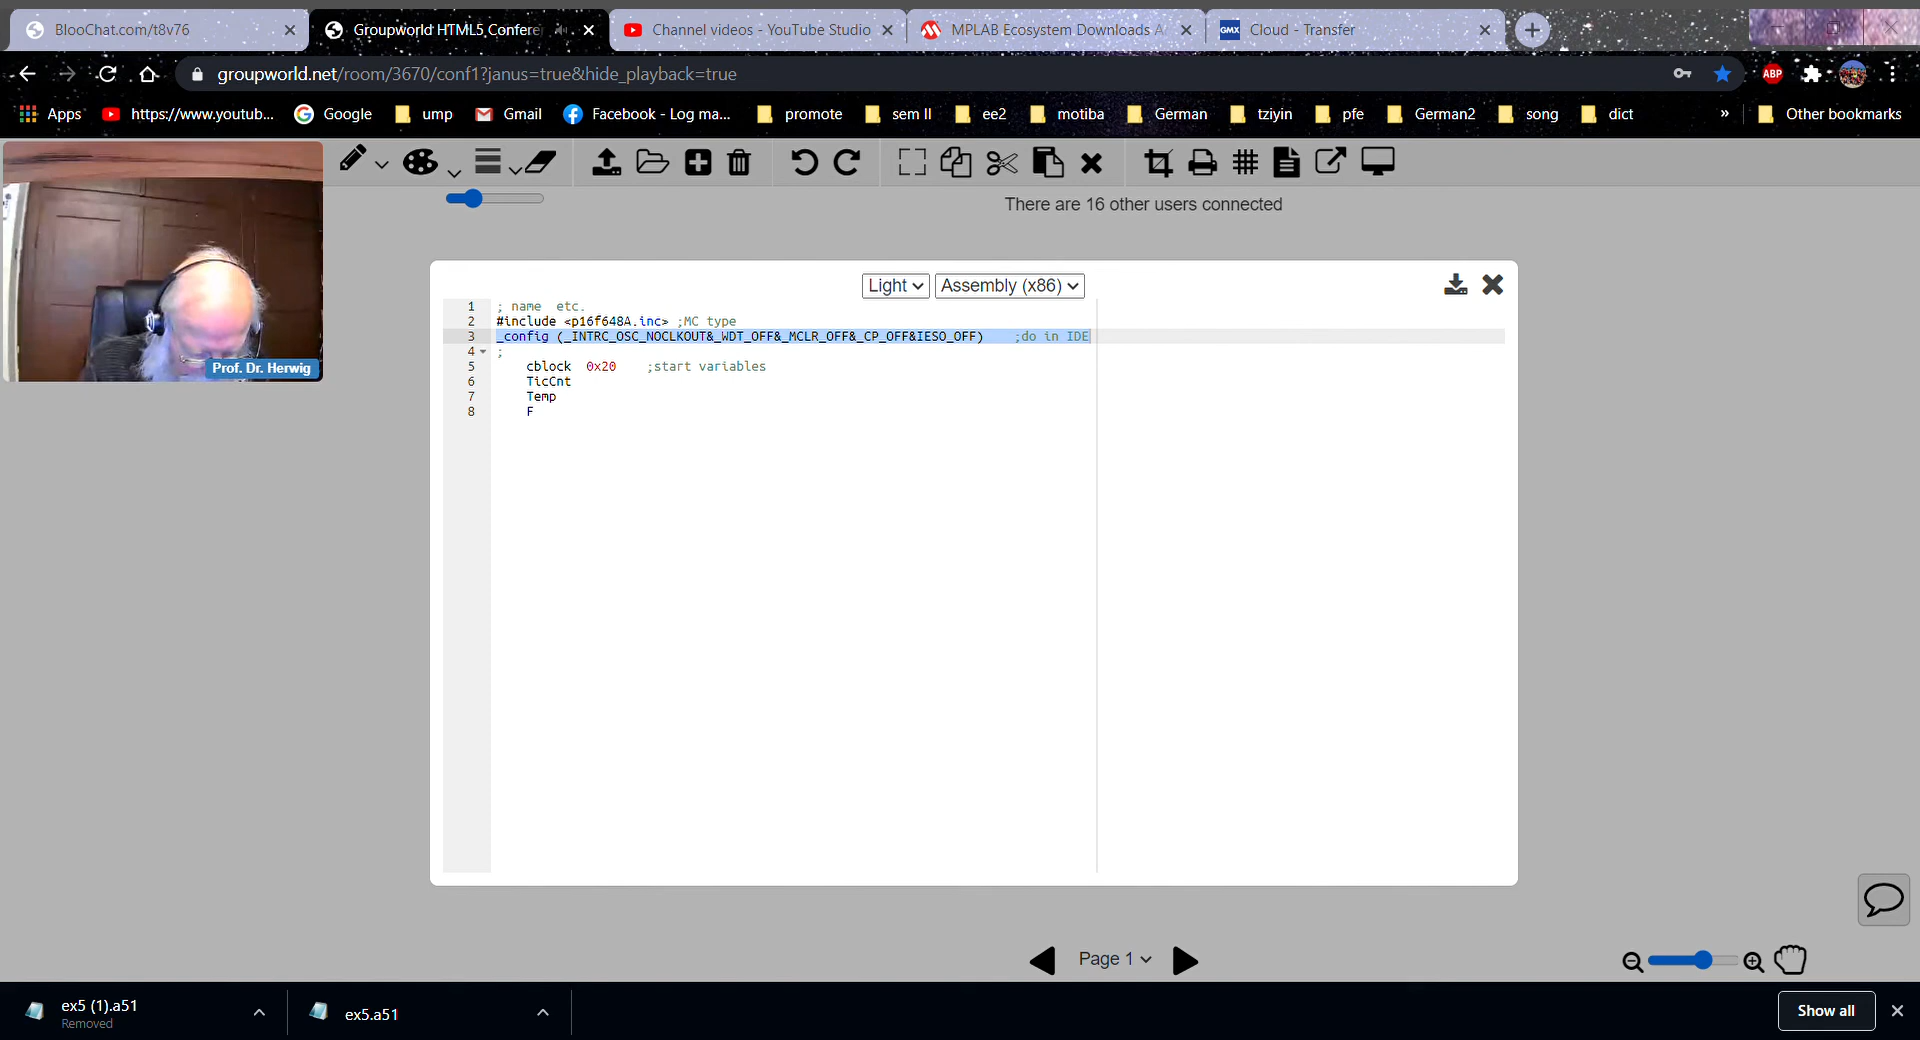 BlooChat.com/t8v76
Groupworld HTML5 Confere
Channel videos - YouTube Studio
MPLAB Ecosystem Downloads A
GMX Cloud - Transfer
groupworld.net/room/3670/conf1?janus=true&hide_playback=true
ABP
Apps https://www.youtub... Google ump Gmail Facebook - Log ma... promote sem II ee2 motiba German tziyin pfe German2 song dict » Other bookmarks
There are 16 other users connected
Prof. Dr. Herwig
Light Assembly (x86)
1 ; name etc.
2 #include <p16f648A.inc> ;MC type
3 _config (_INTRC_OSC_NOCLKOUT&_WDT_OFF&_MCLR_OFF&_CP_OFF&IESO_OFF) ;do in IDE
4 ;
5 cblock 0x20 ;start variables
6 TicCnt
7 Temp
8 F
Page 1
ex5 (1).a51
Removed
ex5.a51
Show all